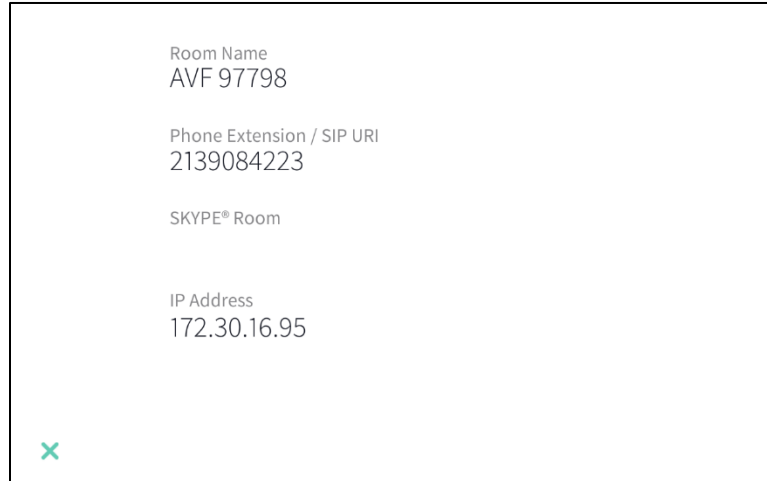 Room Name
AVF 97798
Phone Extension / SIP URI
2139084223
SKYPE® Room
IP Address
172.30.16.95